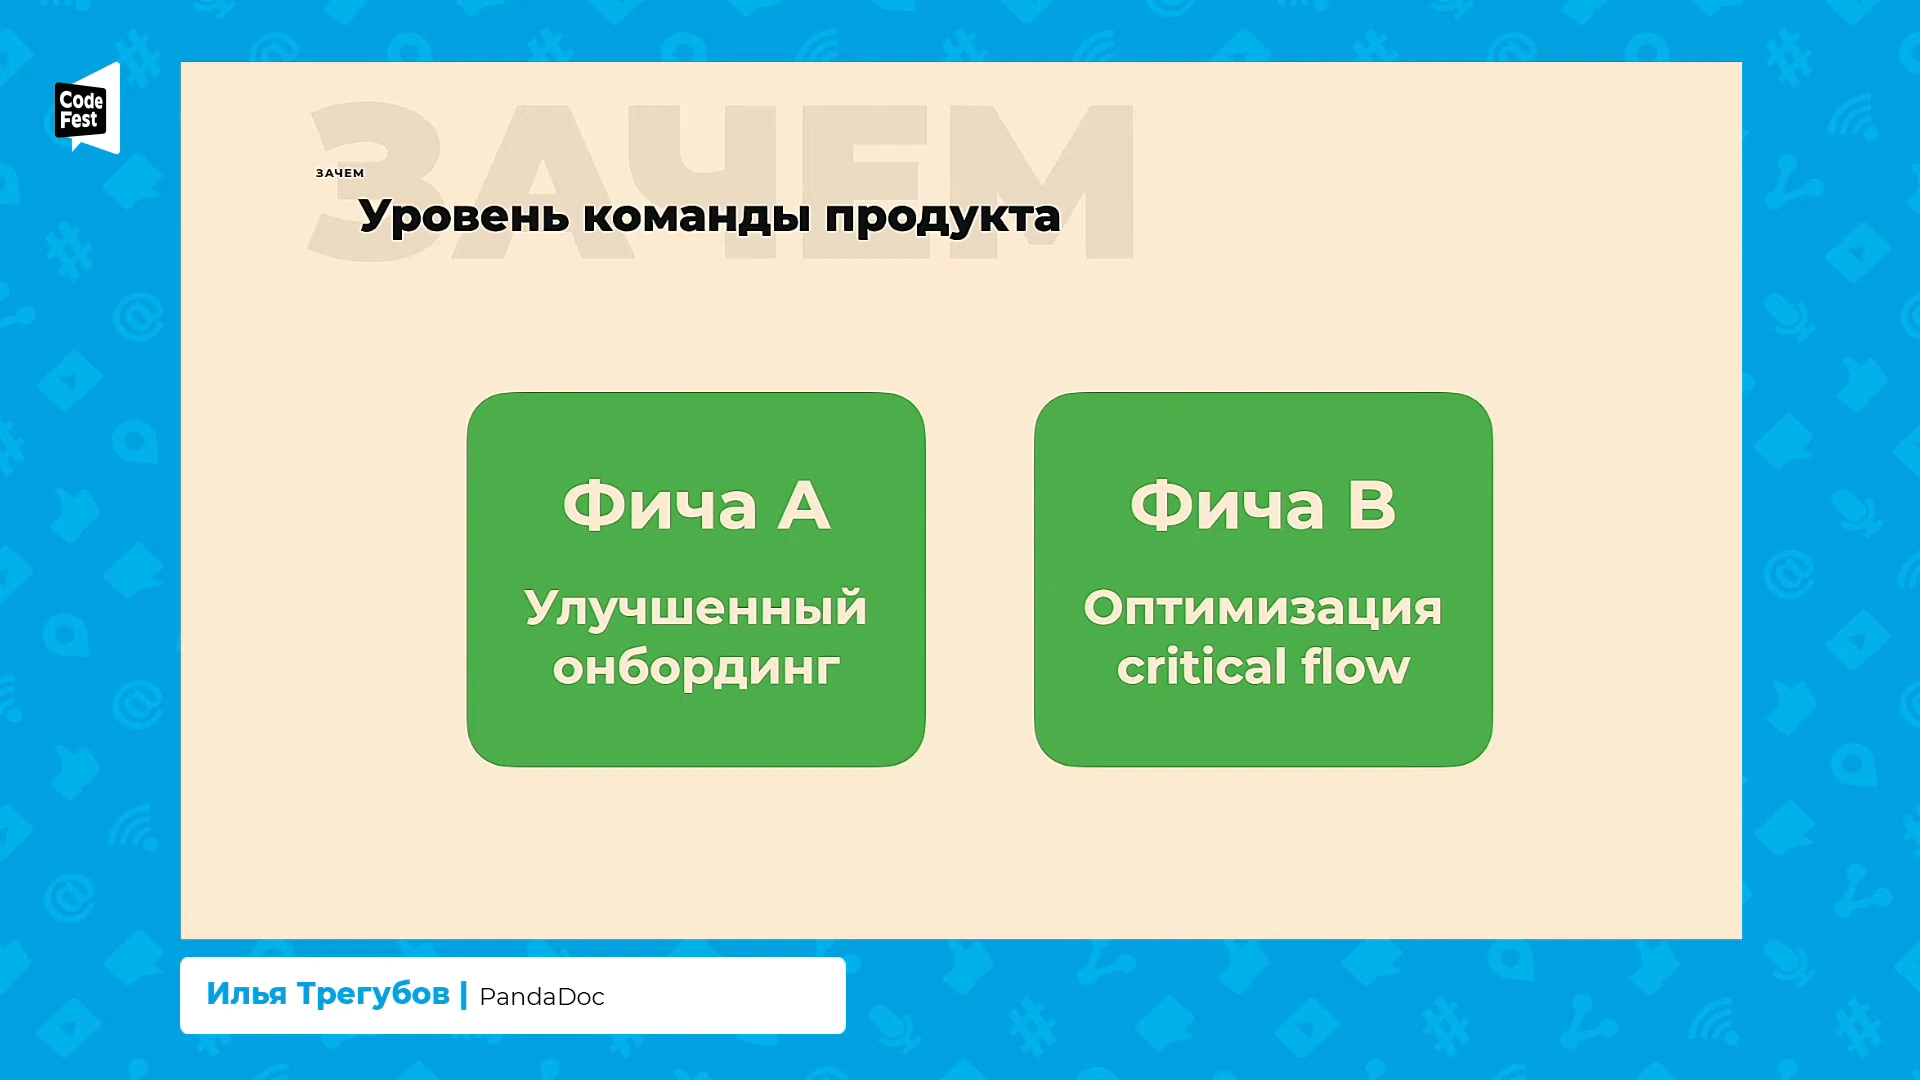 Code
Fest
ЗАЧЕМ
ЗАЧЕМ
Уровень команды продукта
Фича A
Улучшенный
онбординг
Фича B
Оптимизация
critical flow
Илья Трегубов | PandaDoc